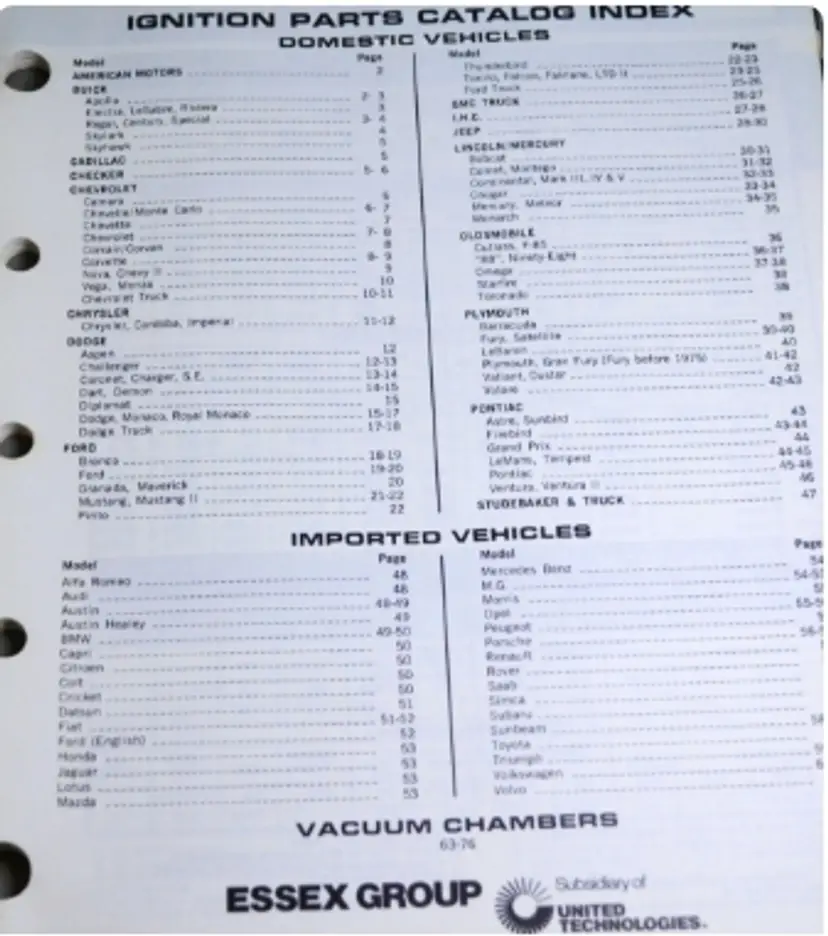 IGNITION PARTS CATALOG INDEX
DOMESTIC VEHICLES
Model Page
AMERICAN MOTORS 2
BUICK
Apollo 2- 3
Electra, LeSabre, Riviera 3
Regal, Century, Special 3- 4
Skylark 4
Skyhawk 5
CADILLAC 5
CHECKER 5- 6
CHEVROLET
Camaro 6
Chevelle/Monte Carlo 6- 7
Chevette 7
Chevrolet 7- 8
Corvair/Corvan 8
Corvette 8- 9
Nova, Chevy II 9
Vega, Monza 10
Chevrolet Truck 10-11
CHRYSLER
Chrysler, Cordoba, Imperial 11-12
DODGE
Aspen 12
Challenger 12-13
Coronet, Charger, S.E. 13-14
Dart, Demon 14-15
Diplomat 15
Dodge, Monaco, Royal Monaco 15-17
Dodge Truck 17-18
FORD
Bronco 18-19
Ford 19-20
Granada, Maverick 20
Mustang, Mustang II 21-22
Pinto 22
Model Page
Thunderbird 22-23
Torino, Falcon, Fairlane, LTD II 23-25
Ford Truck 25-26
GMC TRUCK 26-27
I.H.C. 27-28
JEEP 28-30
LINCOLN/MERCURY
Bobcat 30-31
Comet, Montego 31-32
Continental, Mark III, IV & V 32-33
Cougar 33-34
Mercury, Meteor 34-35
Monarch 35
OLDSMOBILE
Cutlass, F-85 36
"88", Ninety-Eight 36-37
Omega 37-38
Starfire 38
Toronado 38
PLYMOUTH
Barracuda 39
Fury, Satellite 39-40
LeBaron 40
Plymouth, Gran Fury (Fury before 1975) 41-42
Valiant, Duster 42
Volare 42-43
PONTIAC
Astre, Sunbird 43
Firebird 43-44
Grand Prix 44
LeMans, Tempest 44-45
Pontiac 45-46
Ventura, Ventura II 46
STUDEBAKER & TRUCK 47
IMPORTED VEHICLES
Model Page
Alfa Romeo 48
Audi 48
Austin 48-49
Austin Healey 49
BMW 49-50
Capri 50
Citroen 50
Colt 50
Cricket 50
Datsun 51
Fiat 51-52
Ford (English) 52
Honda 53
Jaguar 53
Lotus 53
Mazda 53
Model Page
Mercedes Benz 54
M.G.
Morris
Opel
Peugeot
Porsche
Renault
Rover
Saab
Simca
Subaru
Sunbeam
Toyota
Triumph
Volkswagen
Volvo
VACUUM CHAMBERS
63-76
ESSEX GROUP
Subsidiary of
UNITED
TECHNOLOGIES